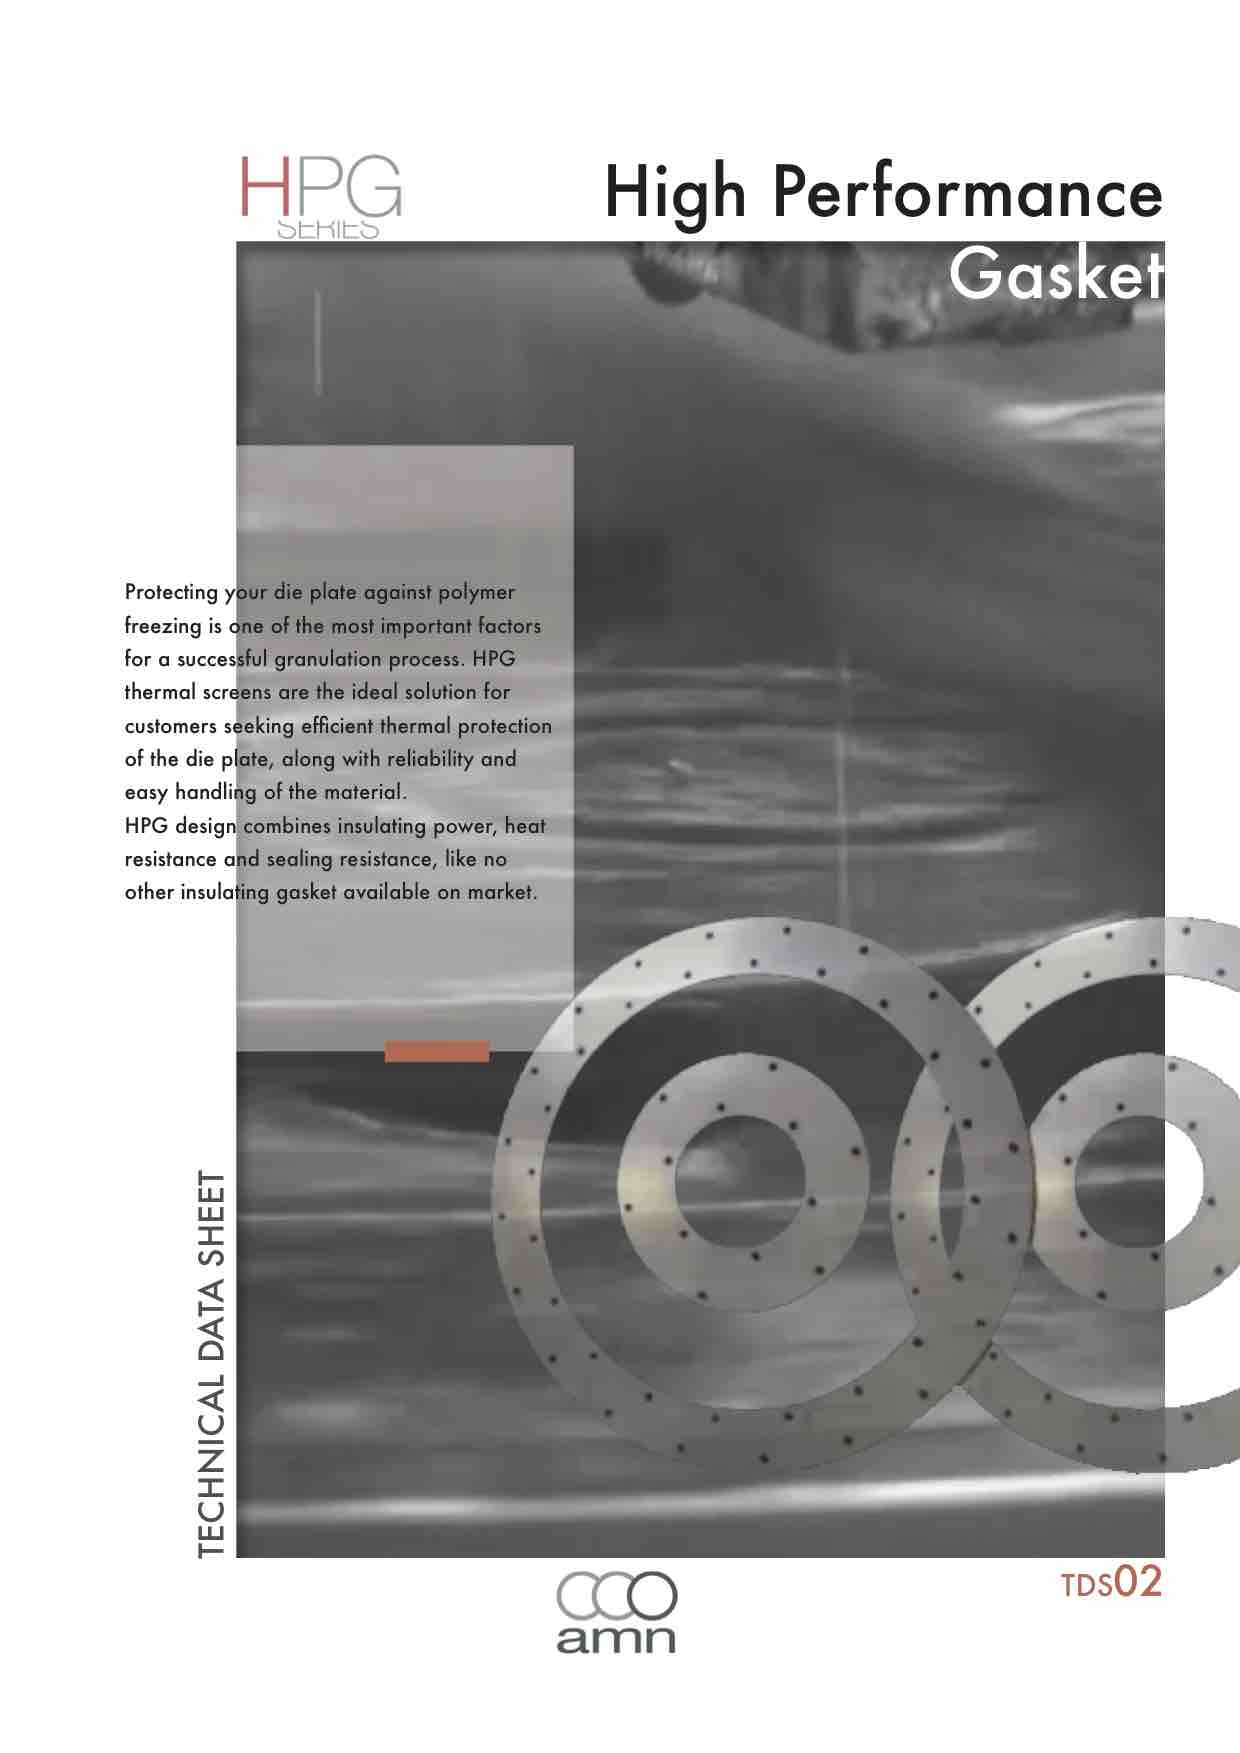 HPG
SERIES
High Performance
Gasket
Protecting your die plate against polymer
freezing is one of the most important factors
for a successful granulation process. HPG
thermal screens are the ideal solution for
customers seeking efficient thermal protection
of the die plate, along with reliability and
easy handling of the material.
HPG design combines insulating power, heat
resistance and sealing resistance, like no
other insulating gasket available on market.
TECHNICAL DATA SHEET
TDS02
amn